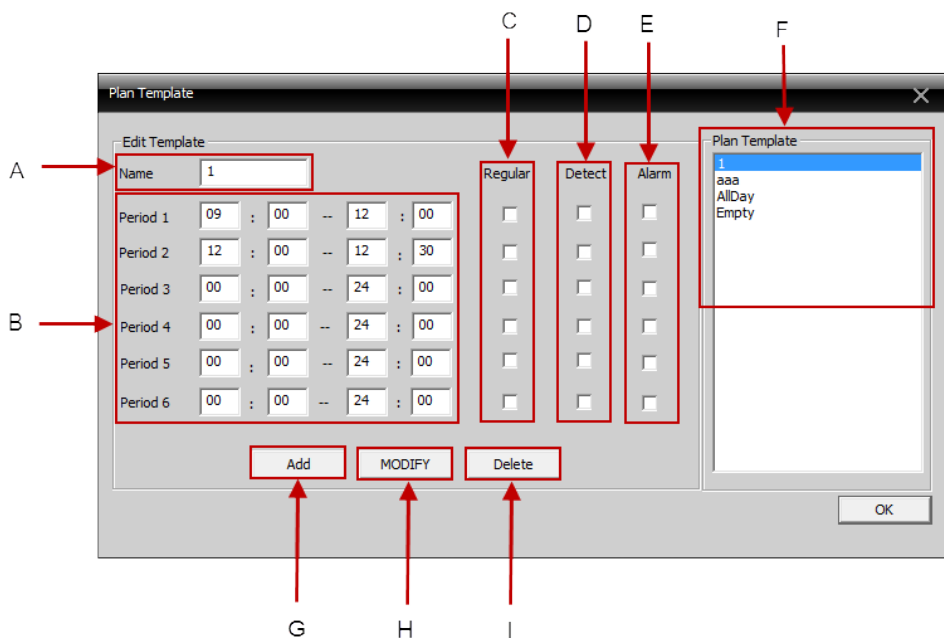 C D E F
Plan Template
Edit Template
Plan Template
A
Name 1
Regular Detect Alarm
1
aaa
AllDay
Empty
Period 1 09 : 00 -- 12 : 00
Period 2 12 : 00 -- 12 : 30
Period 3 00 : 00 -- 24 : 00
B
Period 4 00 : 00 -- 24 : 00
Period 5 00 : 00 -- 24 : 00
Period 6 00 : 00 -- 24 : 00
Add MODIFY Delete
OK
G H I